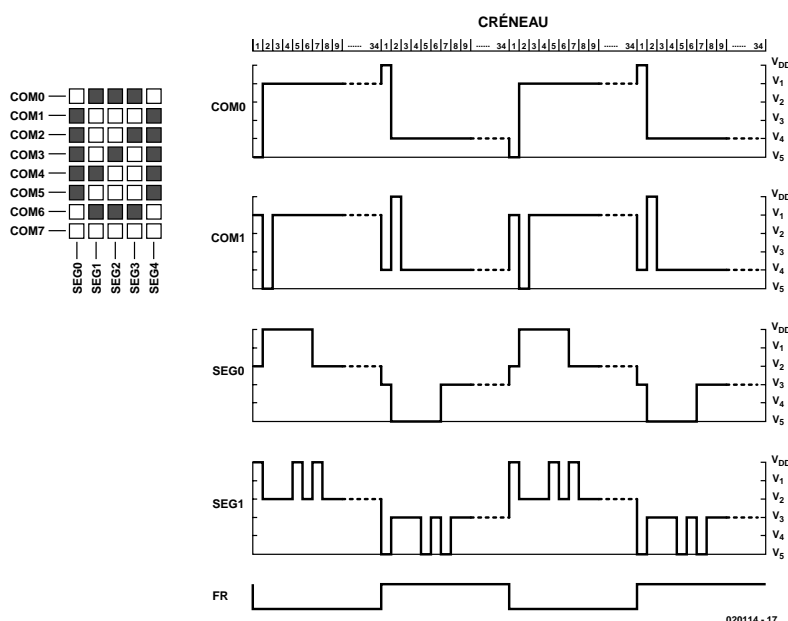 CRÉNEAU
1 2 3 4 5 6 7 8 9 ...... 34 1 2 3 4 5 6 7 8 9 ...... 34 1 2 3 4 5 6 7 8 9 ...... 34 1 2 3 4 5 6 7 8 9 ...... 34
COM0
COM1
COM2
COM3
COM4
COM5
COM6
COM7
SEG0
SEG1
SEG2
SEG3
SEG4
COM0
VDD
V1
V2
V3
V4
V5
COM1
VDD
V1
V2
V3
V4
V5
SEG0
VDD
V1
V2
V3
V4
V5
SEG1
VDD
V1
V2
V3
V4
V5
FR
020114 - 17